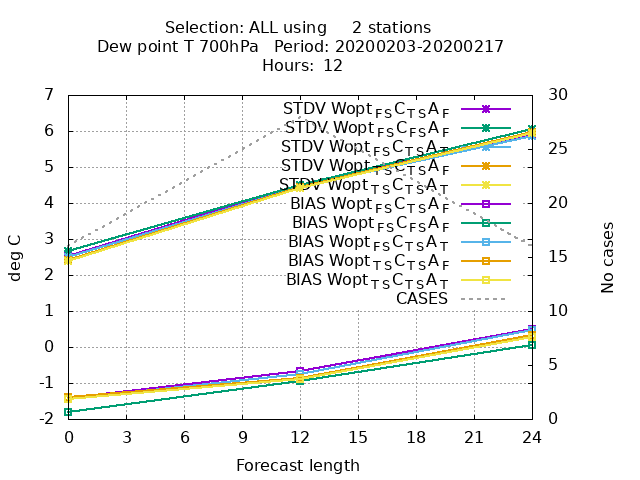 Selection: ALL using 2 stations
Dew point T 700hPa Period: 20200203-20200217
Hours: 12
7
6
5
4
3
2
1
0
-1
-2
deg C
30
25
20
15
10
5
0
No cases
STDV Wopt_FS C_TS A_F
STDV Wopt_FS C_FS A_F
STDV Wopt_FS C_TS A_T
STDV Wopt_TS C_TS A_F
STDV Wopt_TS C_TS A_T
BIAS Wopt_FS C_TS A_F
BIAS Wopt_FS C_FS A_F
BIAS Wopt_FS C_TS A_T
BIAS Wopt_TS C_TS A_F
BIAS Wopt_TS C_TS A_T
CASES
0 3 6 9 12 15 18 21 24
Forecast length